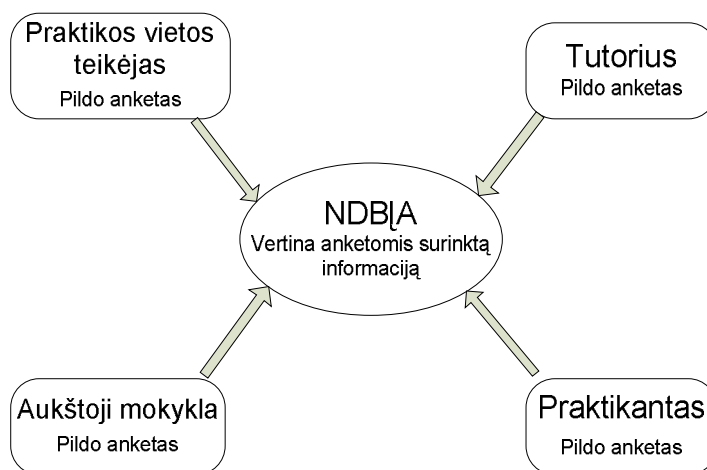 Praktikos vietos
teikėjas
Pildo anketas
Tutorius
Pildo anketas
NDBĮA
Vertina anketomis surinktą
informaciją
Aukštoji mokykla
Pildo anketas
Praktikantas
Pildo anketas